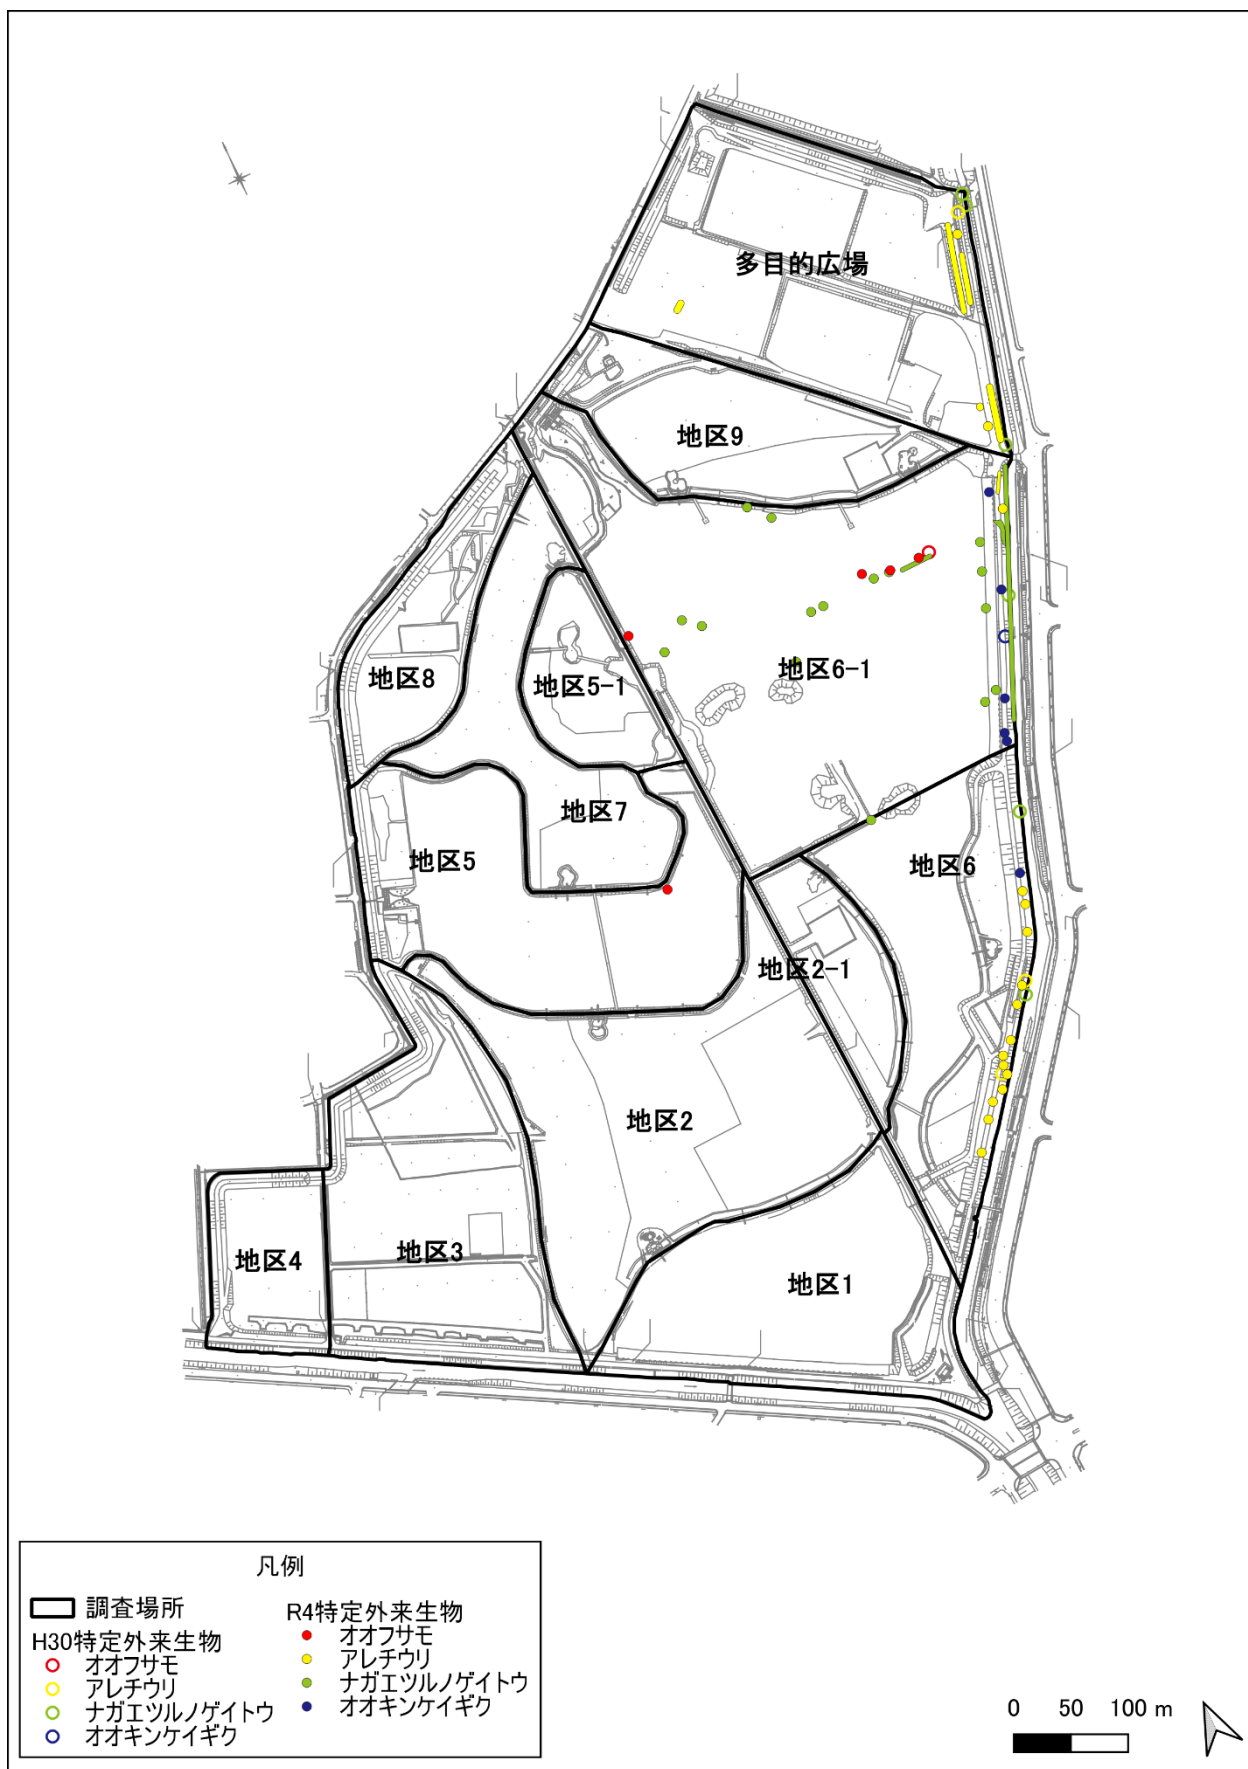 多目的広場
地区9
地区6-1
地区8
地区5-1
地区7
地区5
地区6
地区2-1
地区2
地区4
地区3
地区1
凡例
調査場所
H30特定外来生物
オオフサモ
アレチウリ
ナガエツルノゲイトウ
オオキンケイギク
R4特定外来生物
オオフサモ
アレチウリ
ナガエツルノゲイトウ
オオキンケイギク
0 50 100 m